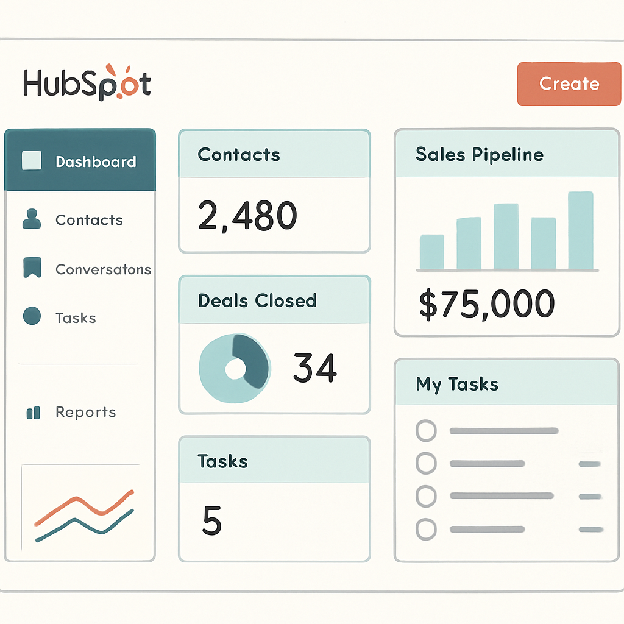 HubSpot
Create
Dashboard
Contacts
Conversatons
Tasks
Reports
Contacts
2,480
Deals Closed
34
Tasks
5
Sales Pipeline
$75,000
My Tasks